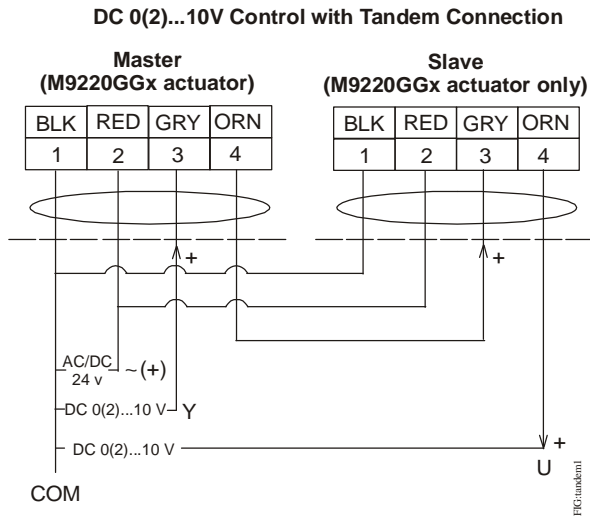 DC 0(2)...10V Control with Tandem Connection
Master
(M9220GGx actuator)
Slave
(M9220GGx actuator only)
BLK RED GRY ORN
1 2 3 4
BLK RED GRY ORN
1 2 3 4
+
+
AC/DC
24 v
~ (+)
DC 0(2)...10 V
Y
DC 0(2)...10 V
+
U
COM
FIG:tandem1